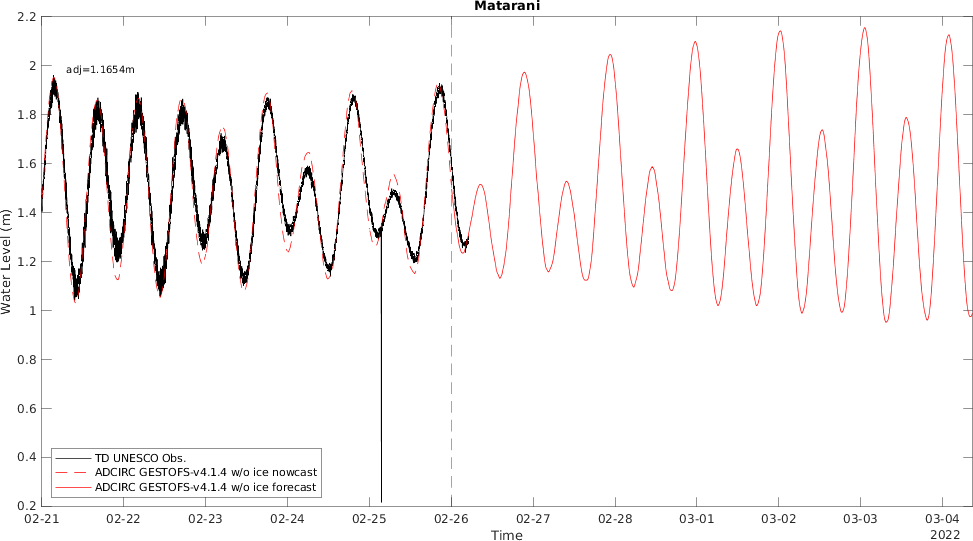 Matarani
adj=1.1654m
Water Level (m)
2.2
2
1.8
1.6
1.4
1.2
1
0.8
0.6
0.4
0.2
TD UNESCO Obs.
ADCIRC GESTOFS-v4.1.4 w/o ice nowcast
ADCIRC GESTOFS-v4.1.4 w/o ice forecast
02-21 02-22 02-23 02-24 02-25 02-26 02-27 02-28 03-01 03-02 03-03 03-04
2022
Time